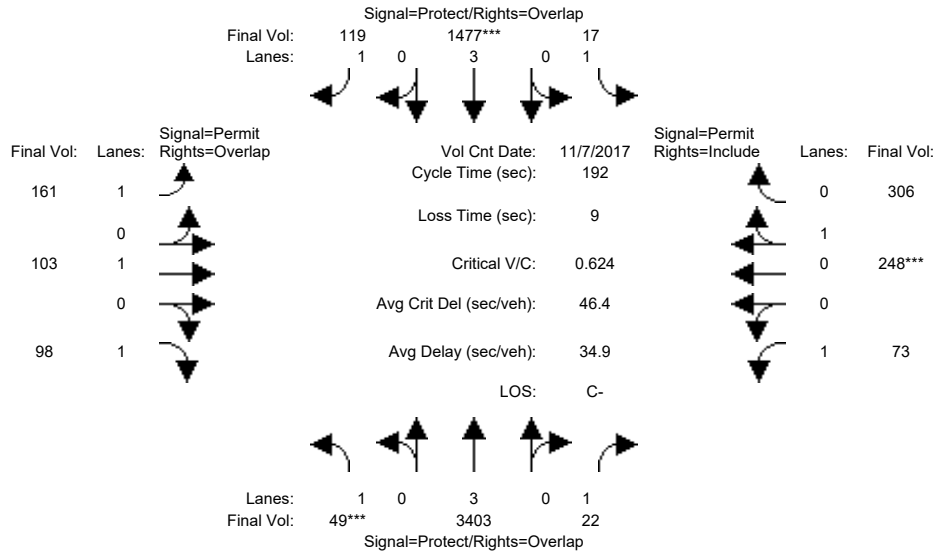 Signal=Protect/Rights=Overlap
Final Vol: 119 1477*** 17
Lanes: 1 0 3 0 1
Signal=Permit
Final Vol: Lanes: Rights=Overlap
Vol Cnt Date: 11/7/2017
Signal=Permit
Rights=Include Lanes: Final Vol:
Cycle Time (sec): 192
161 1
0 306
Loss Time (sec): 9
0
1
103 1
Critical V/C: 0.624
0 248***
0
Avg Crit Del (sec/veh): 46.4
0
98 1
Avg Delay (sec/veh): 34.9
1 73
LOS: C-
Lanes: 1 0 3 0 1
Final Vol: 49*** 3403 22
Signal=Protect/Rights=Overlap